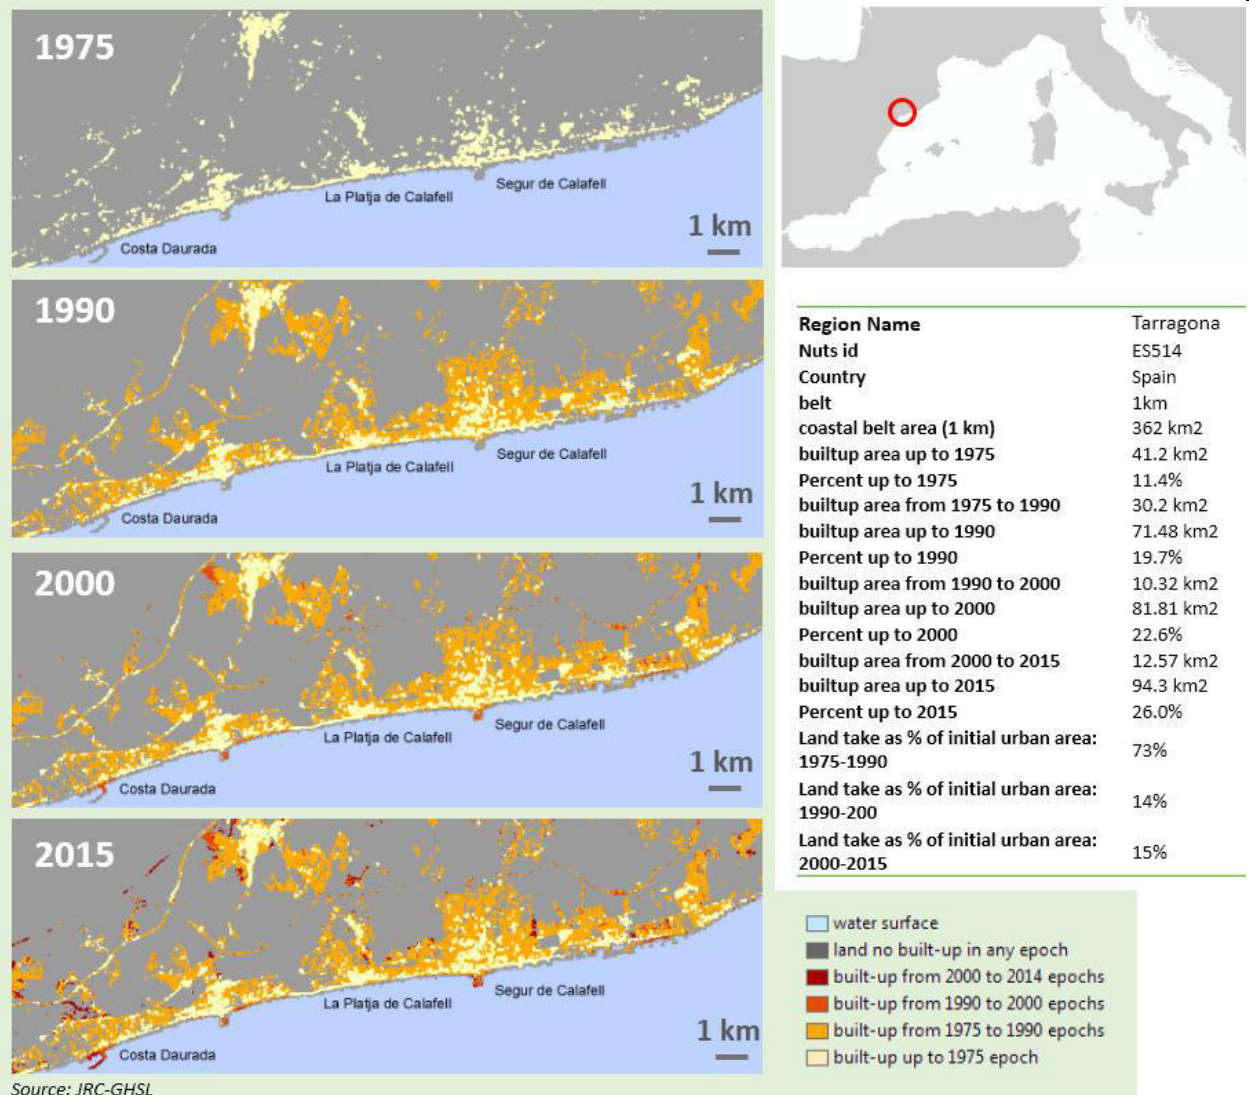 1975
La Platja de Calafell
Segur de Calafell
Costa Daurada
1 km
1990
La Platja de Calafell
Segur de Calafell
Costa Daurada
1 km
2000
La Platja de Calafell
Segur de Calafell
Costa Daurada
1 km
2015
La Platja de Calafell
Segur de Calafell
Costa Daurada
1 km
Source: JRC-GHSL
Region Name Tarragona
Nuts id ES514
Country Spain
belt 1km
coastal belt area (1 km) 362 km2
builtup area up to 1975 41.2 km2
Percent up to 1975 11.4%
builtup area from 1975 to 1990 30.2 km2
builtup area up to 1990 71.48 km2
Percent up to 1990 19.7%
builtup area from 1990 to 2000 10.32 km2
builtup area up to 2000 81.81 km2
Percent up to 2000 22.6%
builtup area from 2000 to 2015 12.57 km2
builtup area up to 2015 94.3 km2
Percent up to 2015 26.0%
Land take as % of initial urban area:
1975-1990 73%
Land take as % of initial urban area:
1990-200 14%
Land take as % of initial urban area:
2000-2015 15%
water surface
land no built-up in any epoch
built-up from 2000 to 2014 epochs
built-up from 1990 to 2000 epochs
built-up from 1975 to 1990 epochs
built-up up to 1975 epoch